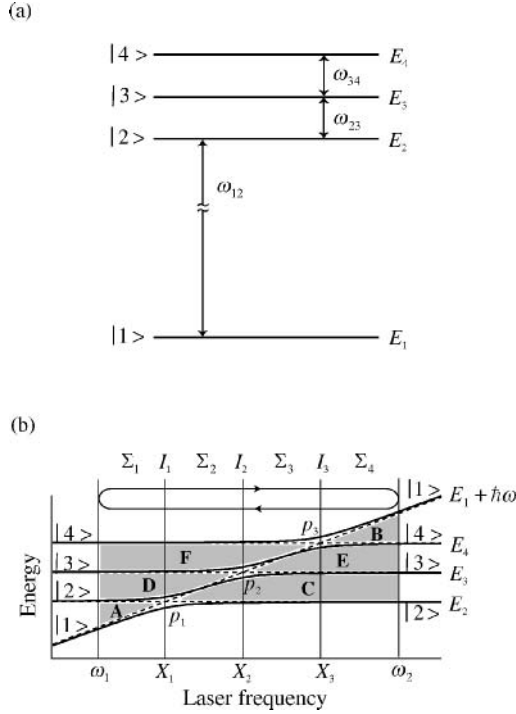 (a)
|4> E₄
ω₃₄
|3> E₃
ω₂₃
|2> E₂
ω₁₂
|1> E₁
(b)
Σ₁ I₁ Σ₂ I₂ Σ₃ I₃ Σ₄
|1> E₁ + ħω
p₃ B
|4> |4> E₄
F E
|3> |3> E₃
D p₂ C
|2> |2> E₂
A p₁
|1>
Energy
ω₁ X₁ X₂ X₃ ω₂
Laser frequency